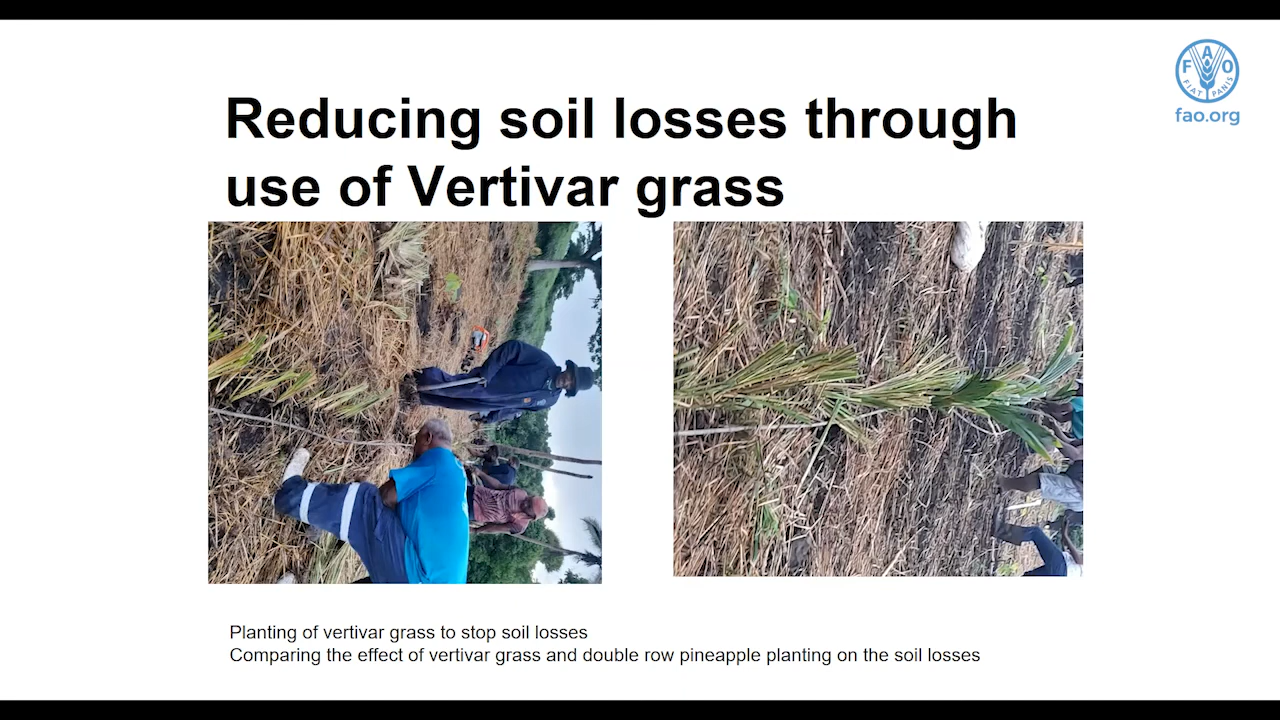 Reducing soil losses through
use of Vertivar grass
F A O
FIAT PANIS
fao.org
Planting of vertivar grass to stop soil losses
Comparing the effect of vertivar grass and double row pineapple planting on the soil losses